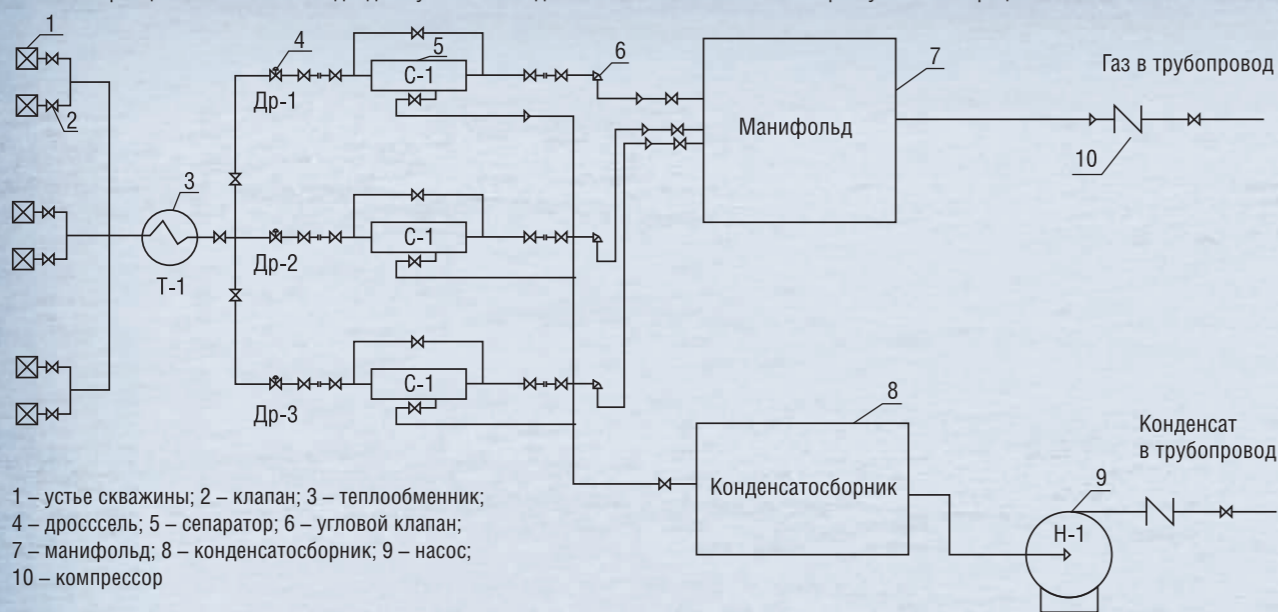 1
4
5
6
7
Газ в трубопровод
С-1
Др-1
2
Манифольд
10
3
С-1
Др-2
Т-1
8
С-1
Др-3
Конденсат
в трубопровод
9
Конденсатосборник
Н-1
1 – устье скважины; 2 – клапан; 3 – теплообменник;
4 – дросссель; 5 – сепаратор; 6 – угловой клапан;
7 – манифольд; 8 – конденсатосборник; 9 – насос;
10 – компрессор